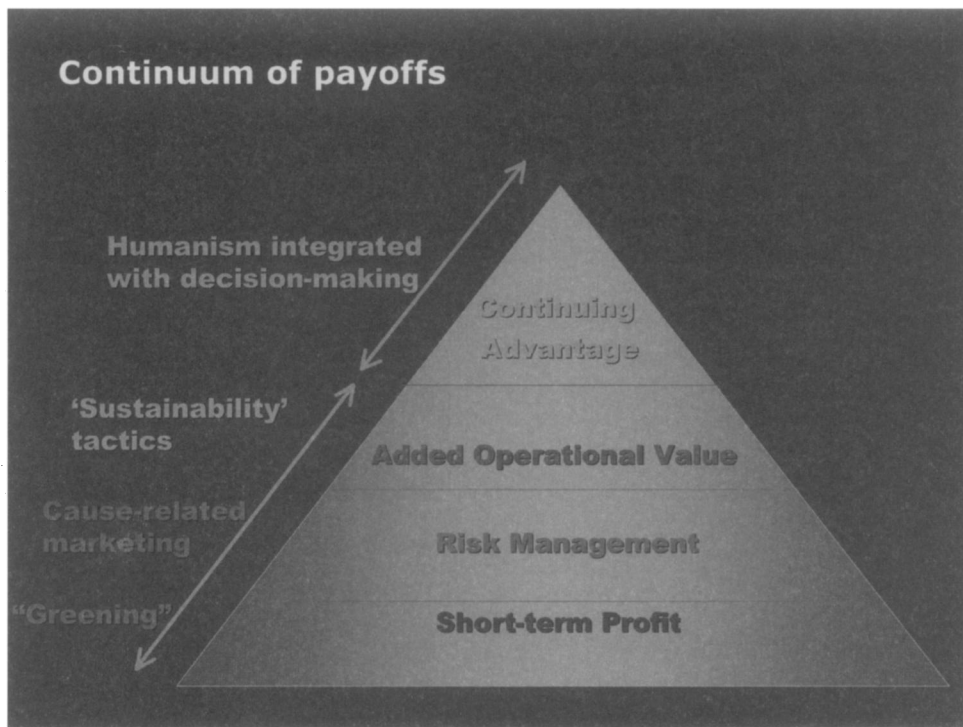 Continuum of payoffs
Humanism integrated
with decision-making
Continuing
Advantage
'Sustainability'
tactics
Added Operational Value
Cause-related
marketing
Risk Management
"Greening"
Short-term Profit